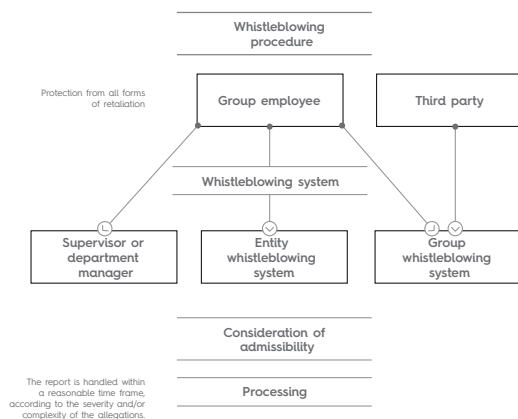 Whistleblowing
procedure
Protection from all forms
of retaliation
Group employee
Third party
Whistleblowing system
Supervisor or
department
manager
Entity
whistleblowing
system
Group
whistleblowing
system
Consideration of
admissibility
The report is handled within
a reasonable time frame,
according to the severity and/or
complexity of the allegations.
Processing